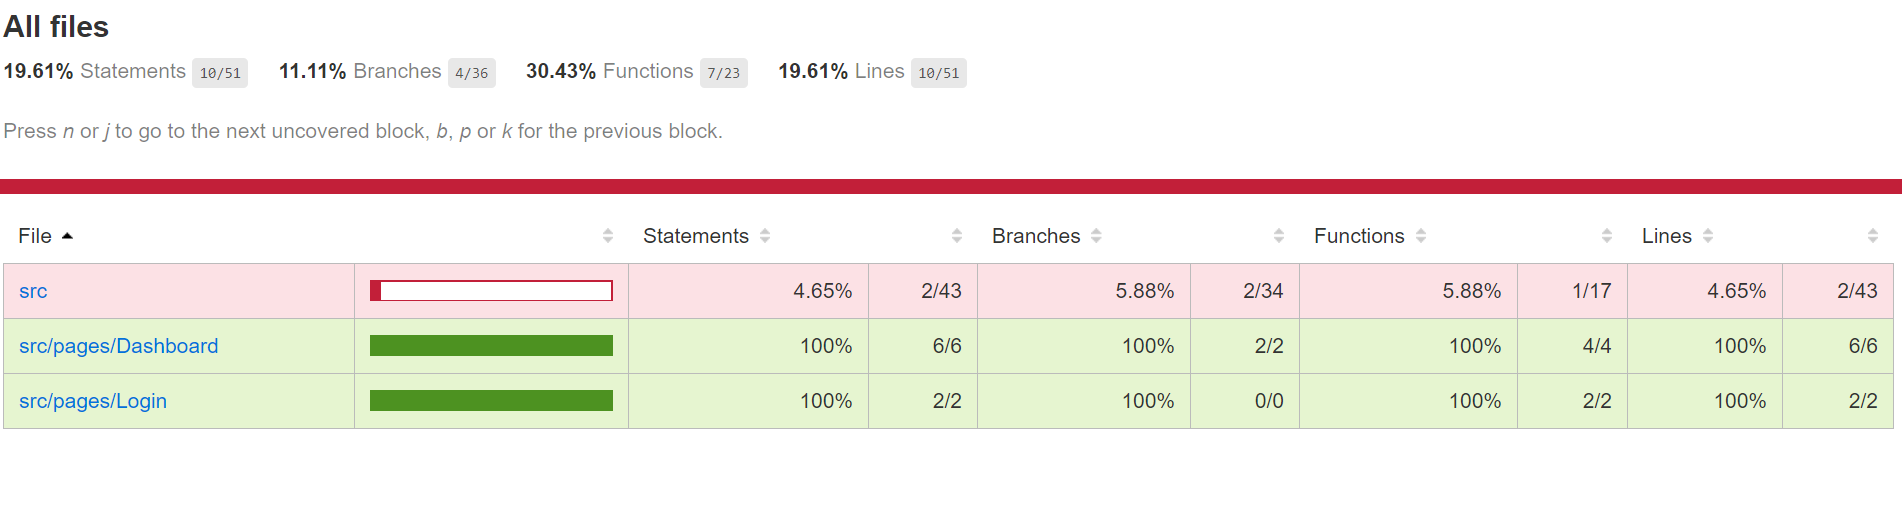 All files
19.61% Statements 10/51 11.11% Branches 4/36 30.43% Functions 7/23 19.61% Lines 10/51
Press n or j to go to the next uncovered block, b, p or k for the previous block.
File Statements Branches Functions Lines
src 4.65% 2/43 5.88% 2/34 5.88% 1/17 4.65% 2/43
src/pages/Dashboard 100% 6/6 100% 2/2 100% 4/4 100% 6/6
src/pages/Login 100% 2/2 100% 0/0 100% 2/2 100% 2/2